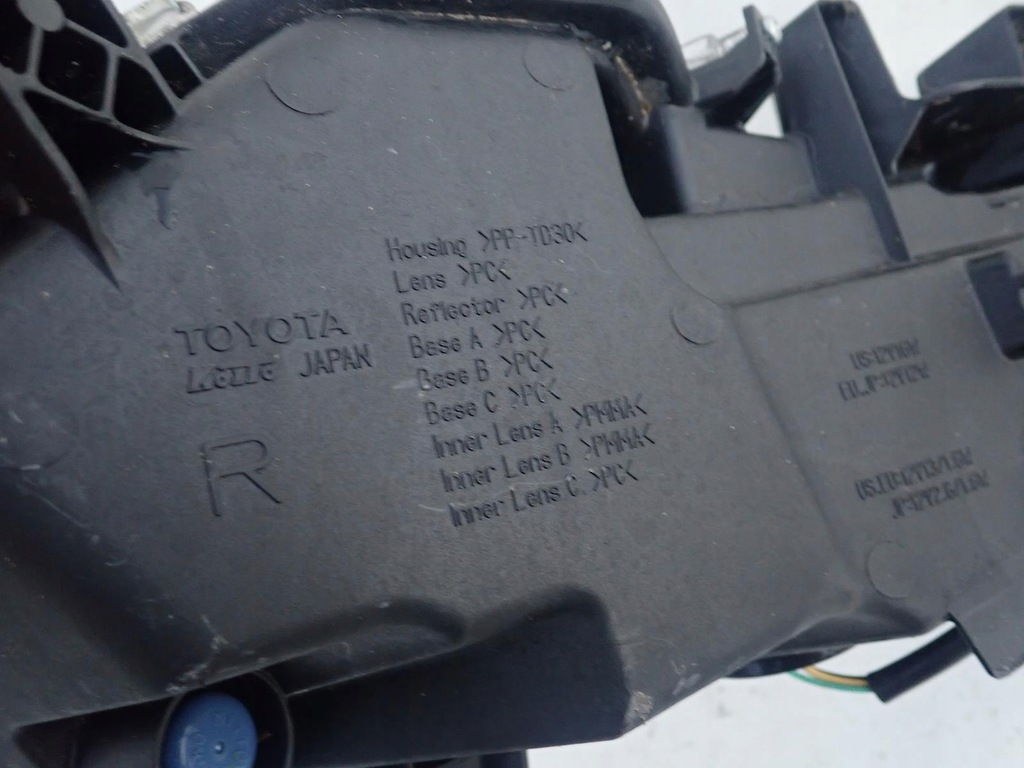 TOYOTA
JAPAN
R
Housing >PP-TD30<
Lens >PC<
Reflector >PC<
Base A >PC<
Base B >PC<
Base C >PC<
Inner Lens A >PMMA<
Inner Lens B >PMMA<
Inner Lens C >PC<